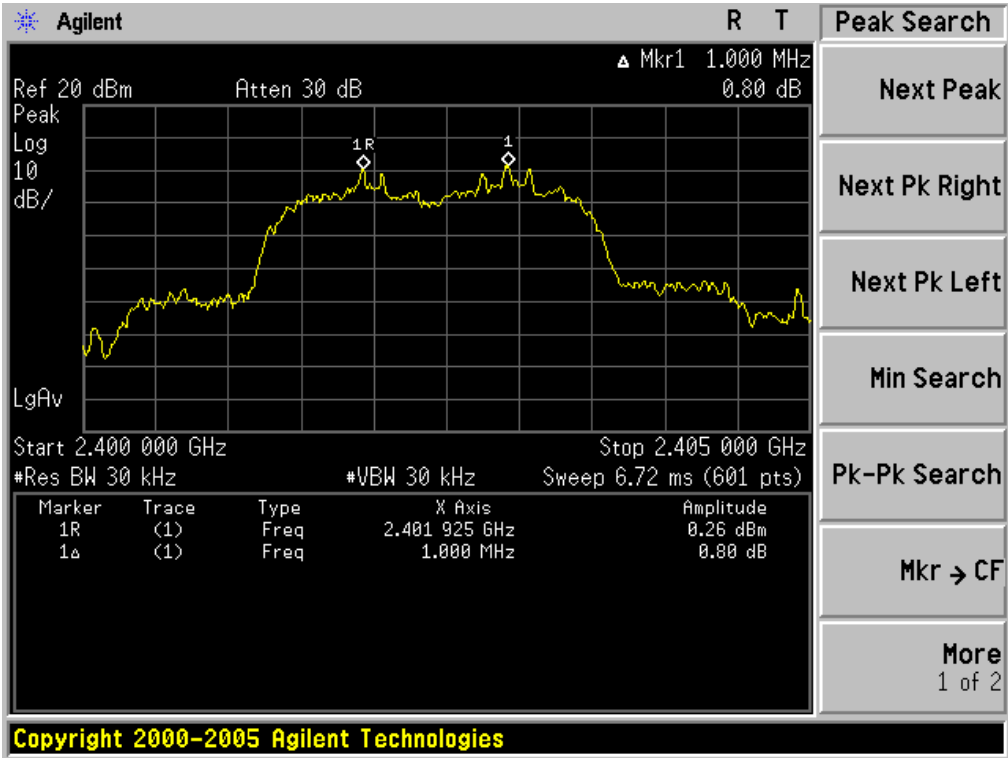 Agilent R T
Peak Search
Δ Mkr1 1.000 MHz
Ref 20 dBm Atten 30 dB 0.80 dB
Peak
Log
10
dB/
1R
1
LgAv
Start 2.400 000 GHz Stop 2.405 000 GHz
#Res BW 30 kHz #VBW 30 kHz Sweep 6.72 ms (601 pts)
Marker Trace Type X Axis Amplitude
1R (1) Freq 2.401 925 GHz 0.26 dBm
1Δ (1) Freq 1.000 MHz 0.80 dB
Next Peak
Next Pk Right
Next Pk Left
Min Search
Pk-Pk Search
Mkr → CF
More
1 of 2
Copyright 2000-2005 Agilent Technologies